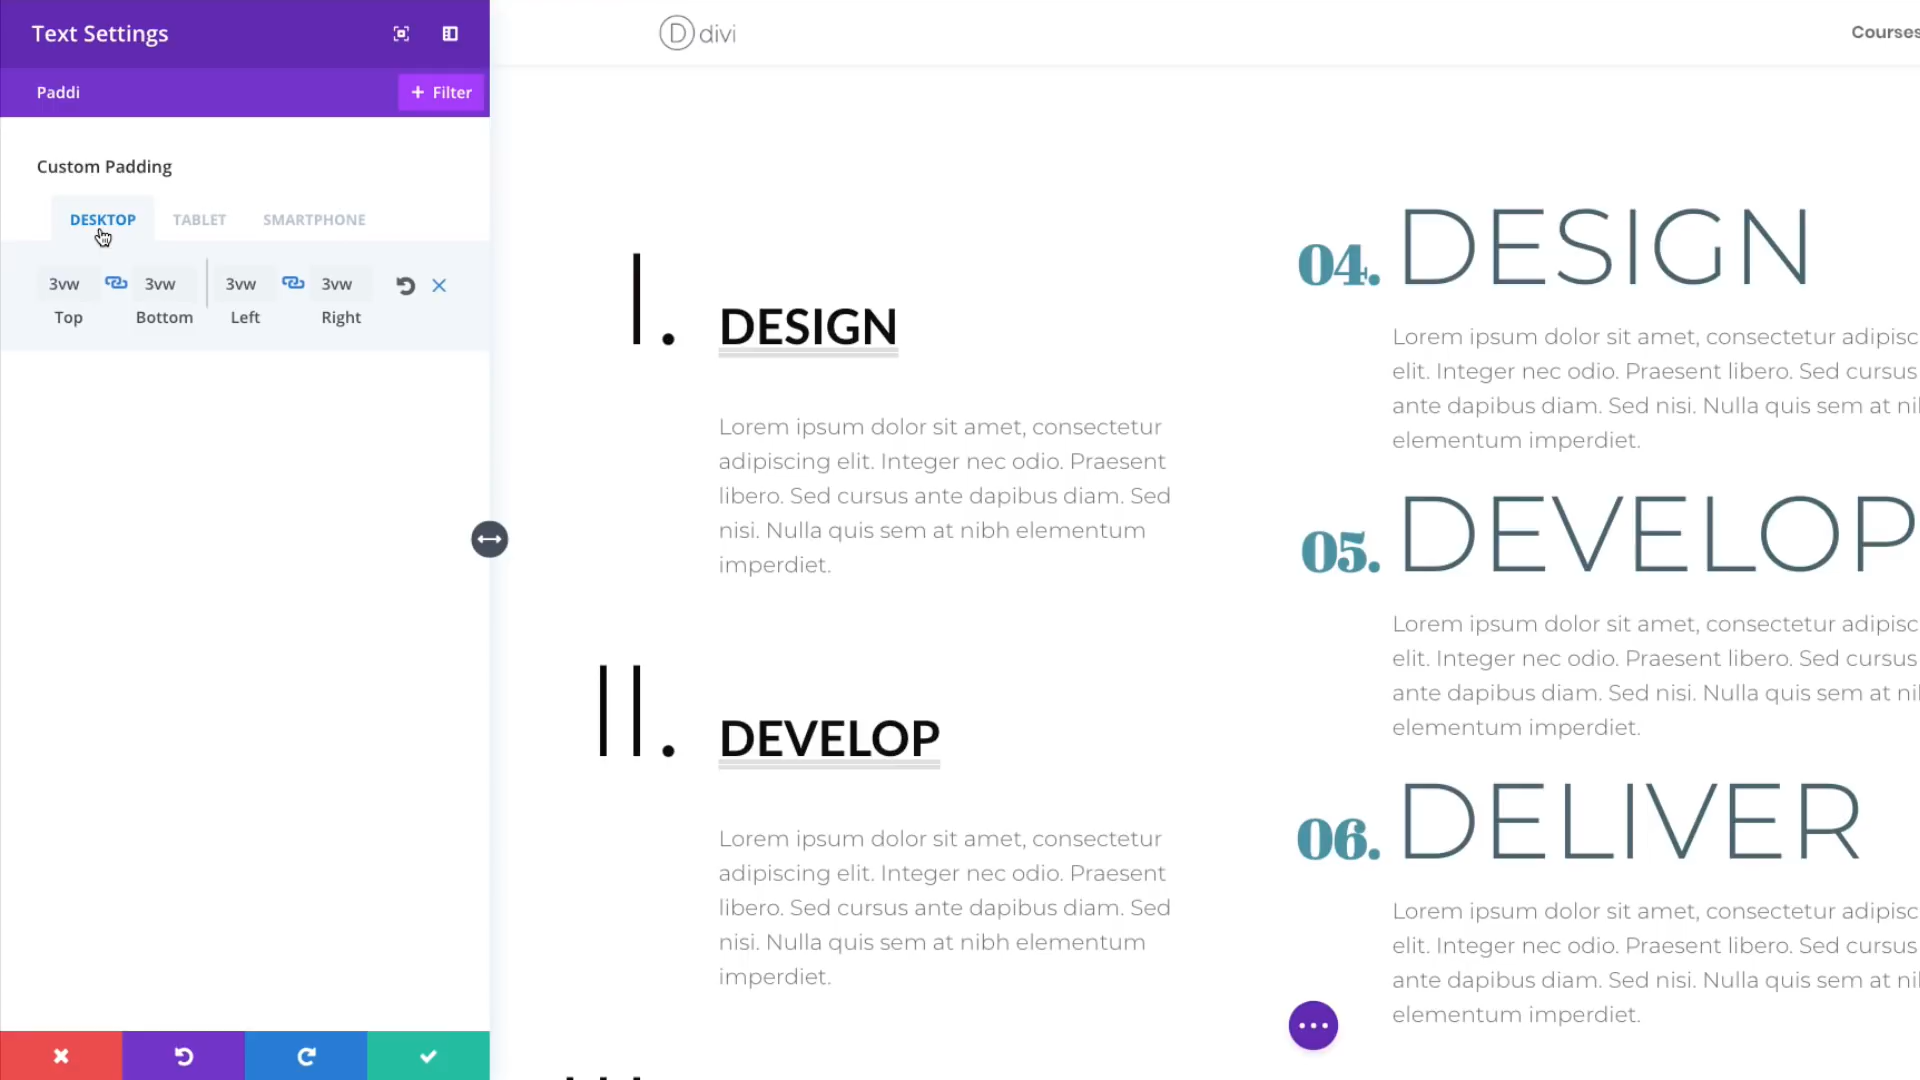 Text Settings
Paddi
+ Filter
Custom Padding
DESKTOP
TABLET
SMARTPHONE
3vw
3vw
3vw
3vw
Top
Bottom
Left
Right
divi
Courses
I.
DESIGN
Lorem ipsum dolor sit amet, consectetur
adipiscing elit. Integer nec odio. Praesent
libero. Sed cursus ante dapibus diam. Sed
nisi. Nulla quis sem at nibh elementum
imperdiet.
II.
DEVELOP
Lorem ipsum dolor sit amet, consectetur
adipiscing elit. Integer nec odio. Praesent
libero. Sed cursus ante dapibus diam. Sed
nisi. Nulla quis sem at nibh elementum
imperdiet.
04. DESIGN
Lorem ipsum dolor sit amet, consectetur adipisc
elit. Integer nec odio. Praesent libero. Sed cursus
ante dapibus diam. Sed nisi. Nulla quis sem at ni
elementum imperdiet.
05. DEVELOP
Lorem ipsum dolor sit amet, consectetur adipisc
elit. Integer nec odio. Praesent libero. Sed cursus
ante dapibus diam. Sed nisi. Nulla quis sem at ni
elementum imperdiet.
06. DELIVER
Lorem ipsum dolor sit amet, consectetur adipisc
elit. Integer nec odio. Praesent libero. Sed cursus
ante dapibus diam. Sed nisi. Nulla quis sem at ni
elementum imperdiet.